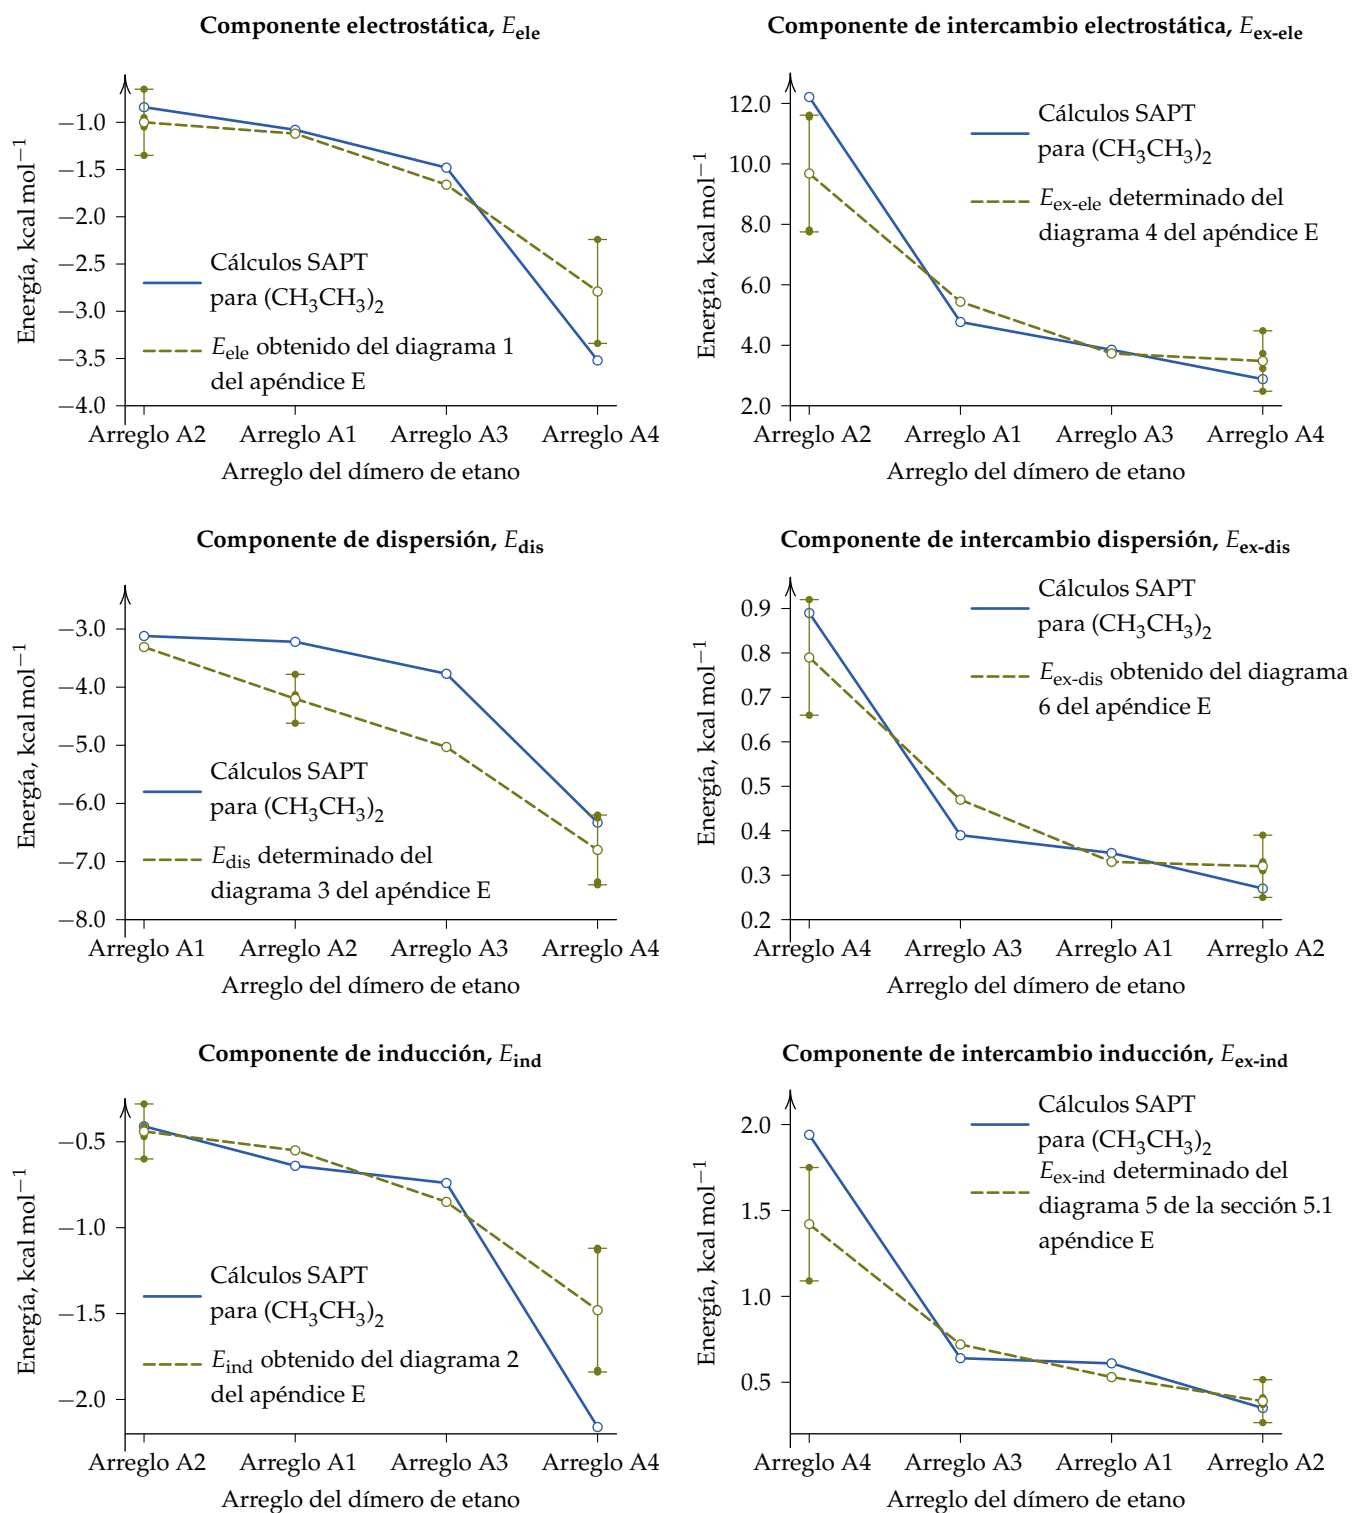 Componente electrostática, E_ele
Energía, kcal mol⁻¹
−1.0
−1.5
−2.0
−2.5
−3.0
−3.5
−4.0
Cálculos SAPT
para (CH₃CH₃)₂
E_ele obtenido del diagrama 1
del apéndice E
Arreglo A2 Arreglo A1 Arreglo A3 Arreglo A4
Arreglo del dímero de etano
Componente de intercambio electrostática, E_ex-ele
Energía, kcal mol⁻¹
12.0
10.0
8.0
6.0
4.0
2.0
Cálculos SAPT
para (CH₃CH₃)₂
E_ex-ele determinado del
diagrama 4 del apéndice E
Arreglo A2 Arreglo A1 Arreglo A3 Arreglo A4
Arreglo del dímero de etano
Componente de dispersión, E_dis
Energía, kcal mol⁻¹
−3.0
−4.0
−5.0
−6.0
−7.0
−8.0
Cálculos SAPT
para (CH₃CH₃)₂
E_dis determinado del
diagrama 3 del apéndice E
Arreglo A1 Arreglo A2 Arreglo A3 Arreglo A4
Arreglo del dímero de etano
Componente de intercambio dispersión, E_ex-dis
Energía, kcal mol⁻¹
0.9
0.8
0.7
0.6
0.5
0.4
0.3
0.2
Cálculos SAPT
para (CH₃CH₃)₂
E_ex-dis obtenido del diagrama
6 del apéndice E
Arreglo A4 Arreglo A3 Arreglo A1 Arreglo A2
Arreglo del dímero de etano
Componente de inducción, E_ind
Energía, kcal mol⁻¹
−0.5
−1.0
−1.5
−2.0
Cálculos SAPT
para (CH₃CH₃)₂
E_ind obtenido del diagrama 2
del apéndice E
Arreglo A2 Arreglo A1 Arreglo A3 Arreglo A4
Arreglo del dímero de etano
Componente de intercambio inducción, E_ex-ind
Energía, kcal mol⁻¹
2.0
1.5
1.0
0.5
Cálculos SAPT
para (CH₃CH₃)₂
E_ex-ind determinado del
diagrama 5 de la sección 5.1
apéndice E
Arreglo A4 Arreglo A3 Arreglo A1 Arreglo A2
Arreglo del dímero de etano